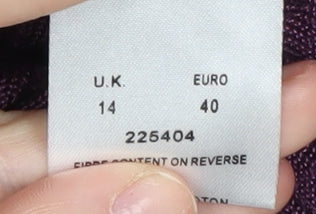 U.K. EURO
14 40
225404
FIBRE CONTENT ON REVERSE